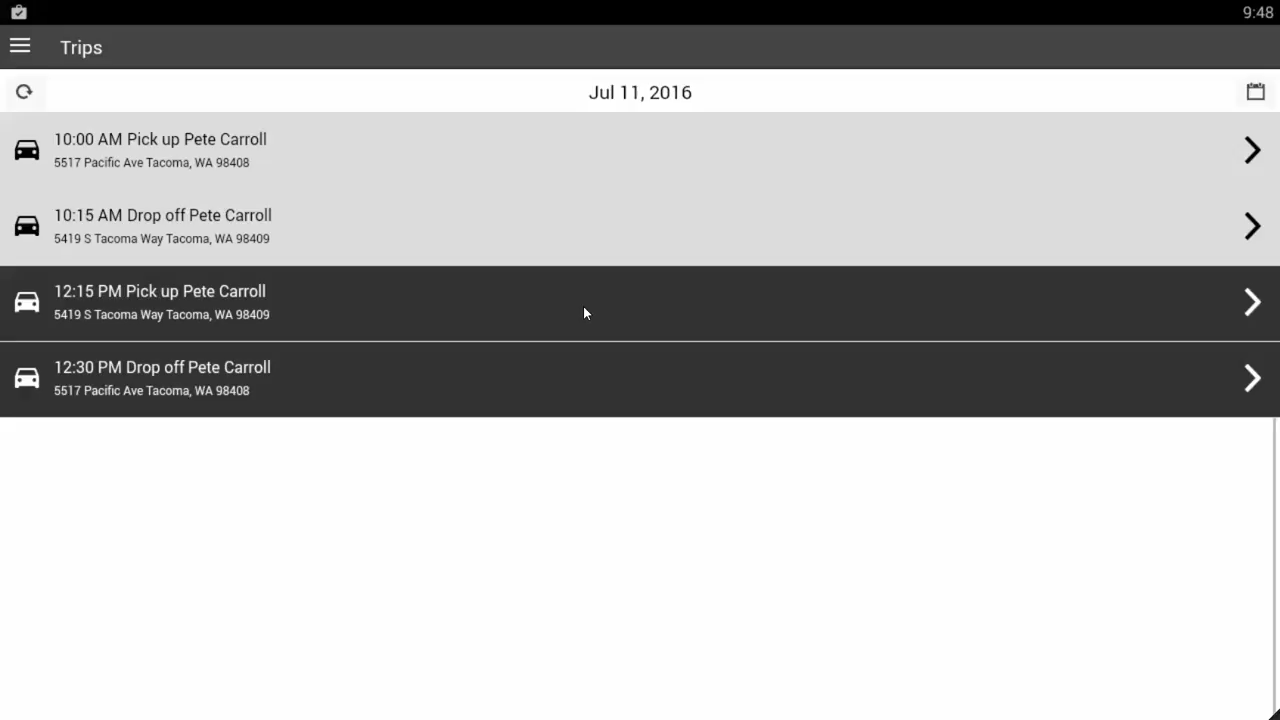 9:48
Trips
Jul 11, 2016
10:00 AM Pick up Pete Carroll
5517 Pacific Ave Tacoma, WA 98408
10:15 AM Drop off Pete Carroll
5419 S Tacoma Way Tacoma, WA 98409
12:15 PM Pick up Pete Carroll
5419 S Tacoma Way Tacoma, WA 98409
12:30 PM Drop off Pete Carroll
5517 Pacific Ave Tacoma, WA 98408